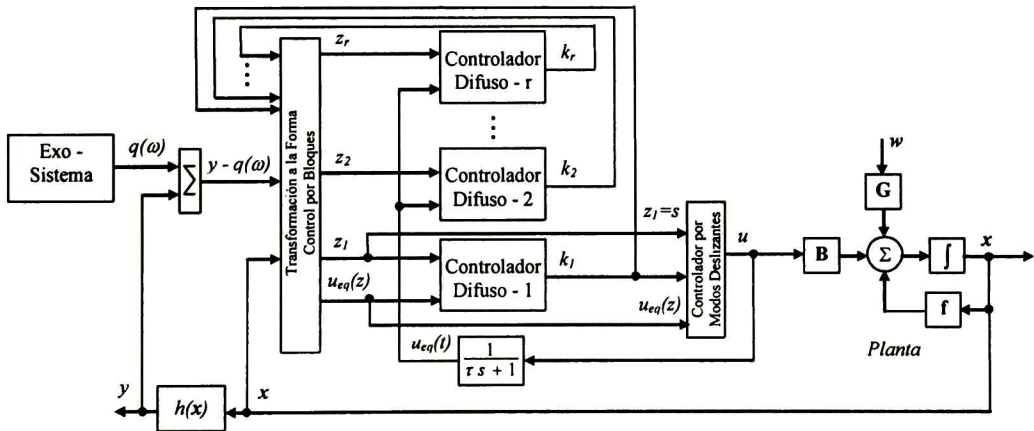 z_r
Controlador
Difuso - r
k_r
⋮
⋮
Exo -
Sistema
q(ω)
Σ
y - q(ω)
Transformación a la Forma
Control por Bloques
z_2
Controlador
Difuso - 2
k_2
z_1
u_eq(z)
Controlador
Difuso - 1
k_1
z_1=s
u_eq(z)
Controlador por
Modos Deslizantes
u
w
G
B
Σ
∫
x
f
Planta
u_eq(t)
1
τ s + 1
y
h(x)
x